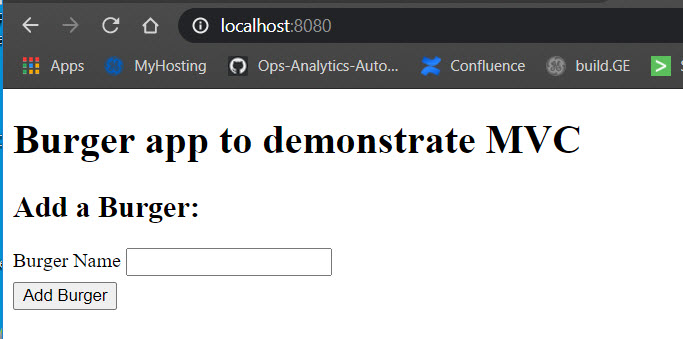 localhost:8080
Apps MyHosting Ops-Analytics-Auto... Confluence build.GE
Burger app to demonstrate MVC
Add a Burger:
Burger Name
Add Burger